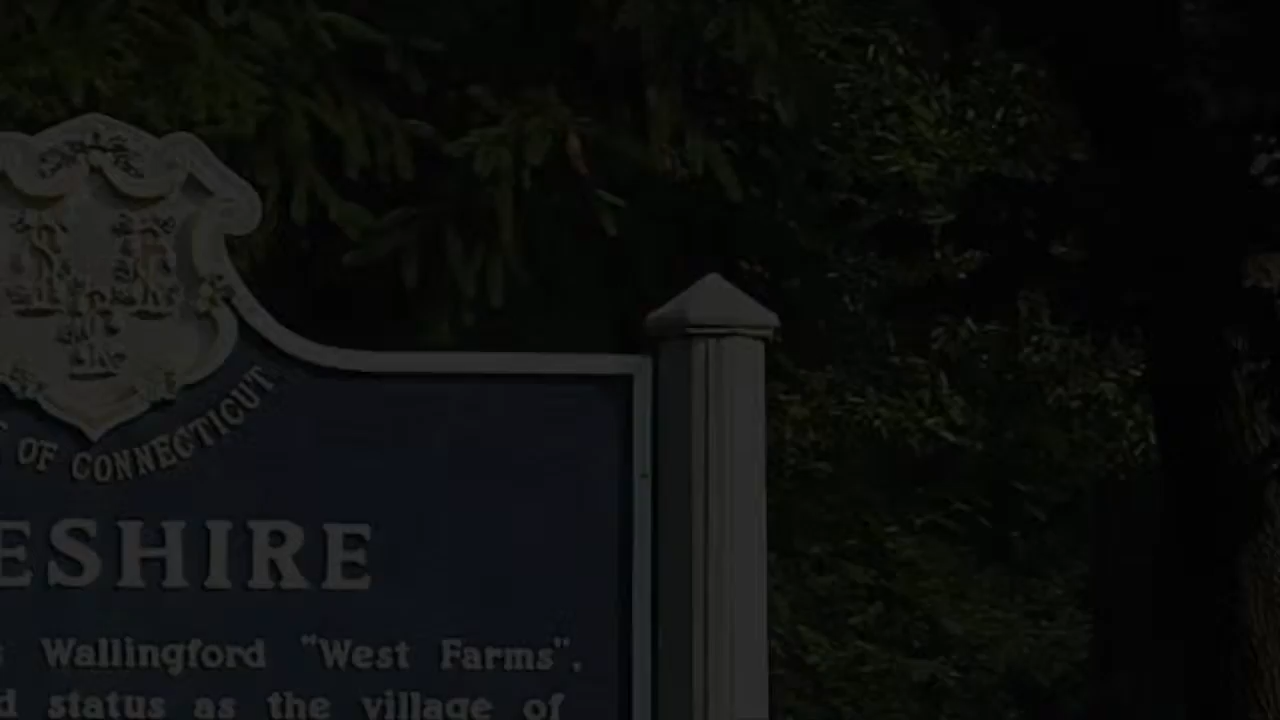 OF CONNECTICUT
ESHIRE
Wallingford "West Farms".
status as the village of